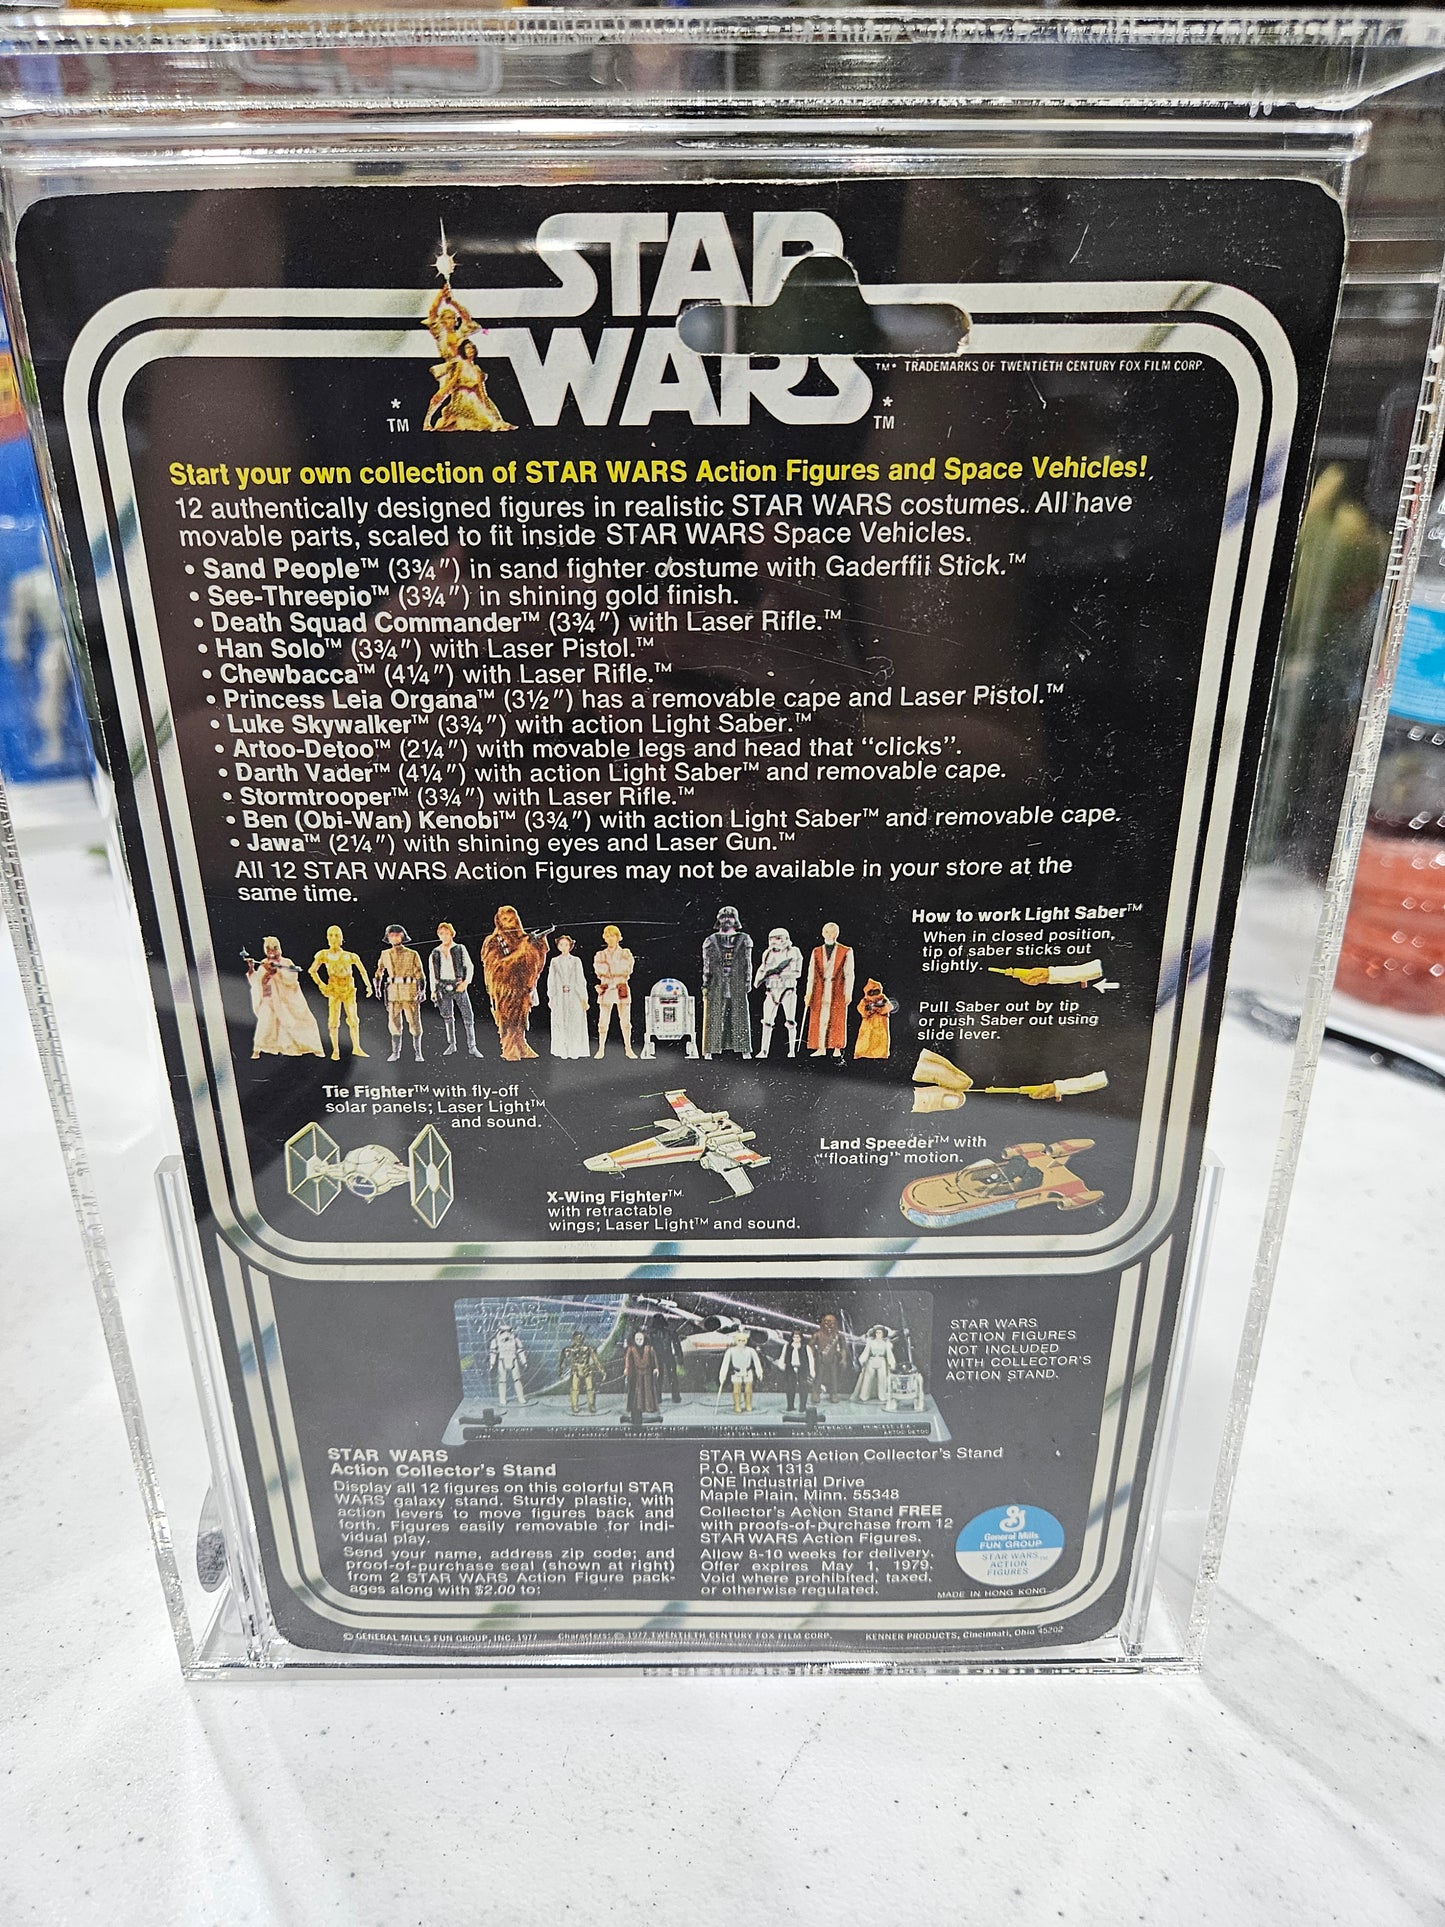 STAR
WARS
* TM
* TM
TM* TRADEMARKS OF TWENTIETH CENTURY FOX FILM CORP.
Start your own collection of STAR WARS Action Figures and Space Vehicles!
12 authentically designed figures in realistic STAR WARS costumes. All have
movable parts, scaled to fit inside STAR WARS Space Vehicles.
• Sand People™ (3¾") in sand fighter costume with Gaderffii Stick.™
• See-Threepio™ (3¾") in shining gold finish.
• Death Squad Commander™ (3¾") with Laser Rifle.™
• Han Solo™ (3¾") with Laser Pistol.™
• Chewbacca™ (4¼") with Laser Rifle.™
• Princess Leia Organa™ (3½") has a removable cape and Laser Pistol.™
• Luke Skywalker™ (3¾") with action Light Saber.™
• Artoo-Detoo™ (2¼") with movable legs and head that “clicks”.
• Darth Vader™ (4¼") with action Light Saber™ and removable cape.
• Stormtrooper™ (3¾") with Laser Rifle.™
• Ben (Obi-Wan) Kenobi™ (3¾") with action Light Saber™ and removable cape.
• Jawa™ (2¼") with shining eyes and Laser Gun.™
All 12 STAR WARS Action Figures may not be available in your store at the
same time.
How to work Light Saber™
When in closed position,
tip of saber sticks out
slightly.
Pull Saber out by tip
or push Saber out using
slide lever.
Tie Fighter™ with fly-off
solar panels; Laser Light™
and sound.
X-Wing Fighter™
with retractable
wings; Laser Light™ and sound.
Land Speeder™ with
“floating” motion.
STAR WARS
ACTION FIGURES
NOT INCLUDED
WITH COLLECTOR'S
ACTION STAND.
STAR WARS
Action Collector's Stand
Display all 12 figures on this colorful STAR
WARS galaxy stand. Sturdy plastic, with
action levers to move figures back and
forth. Figures easily removable for indi-
vidual play.
Send your name, address zip code; and
proof-of-purchase seal (shown at right)
from 2 STAR WARS Action Figure pack-
ages along with $2.00 to:
STAR WARS Action Collector's Stand
P.O. Box 1313
ONE Industrial Drive
Maple Plain, Minn. 55348
Collector's Action Stand FREE
with proofs-of-purchase from 12
STAR WARS Action Figures.
Allow 8-10 weeks for delivery.
Offer expires May 1, 1979.
Void where prohibited, taxed,
or otherwise regulated.
General Mills
FUN GROUP
STAR WARS™
ACTION
FIGURES
MADE IN HONG KONG
© GENERAL MILLS FUN GROUP, INC. 1977 Characters: © 1977 TWENTIETH CENTURY FOX FILM CORP. KENNER PRODUCTS, Cincinnati, Ohio 45202